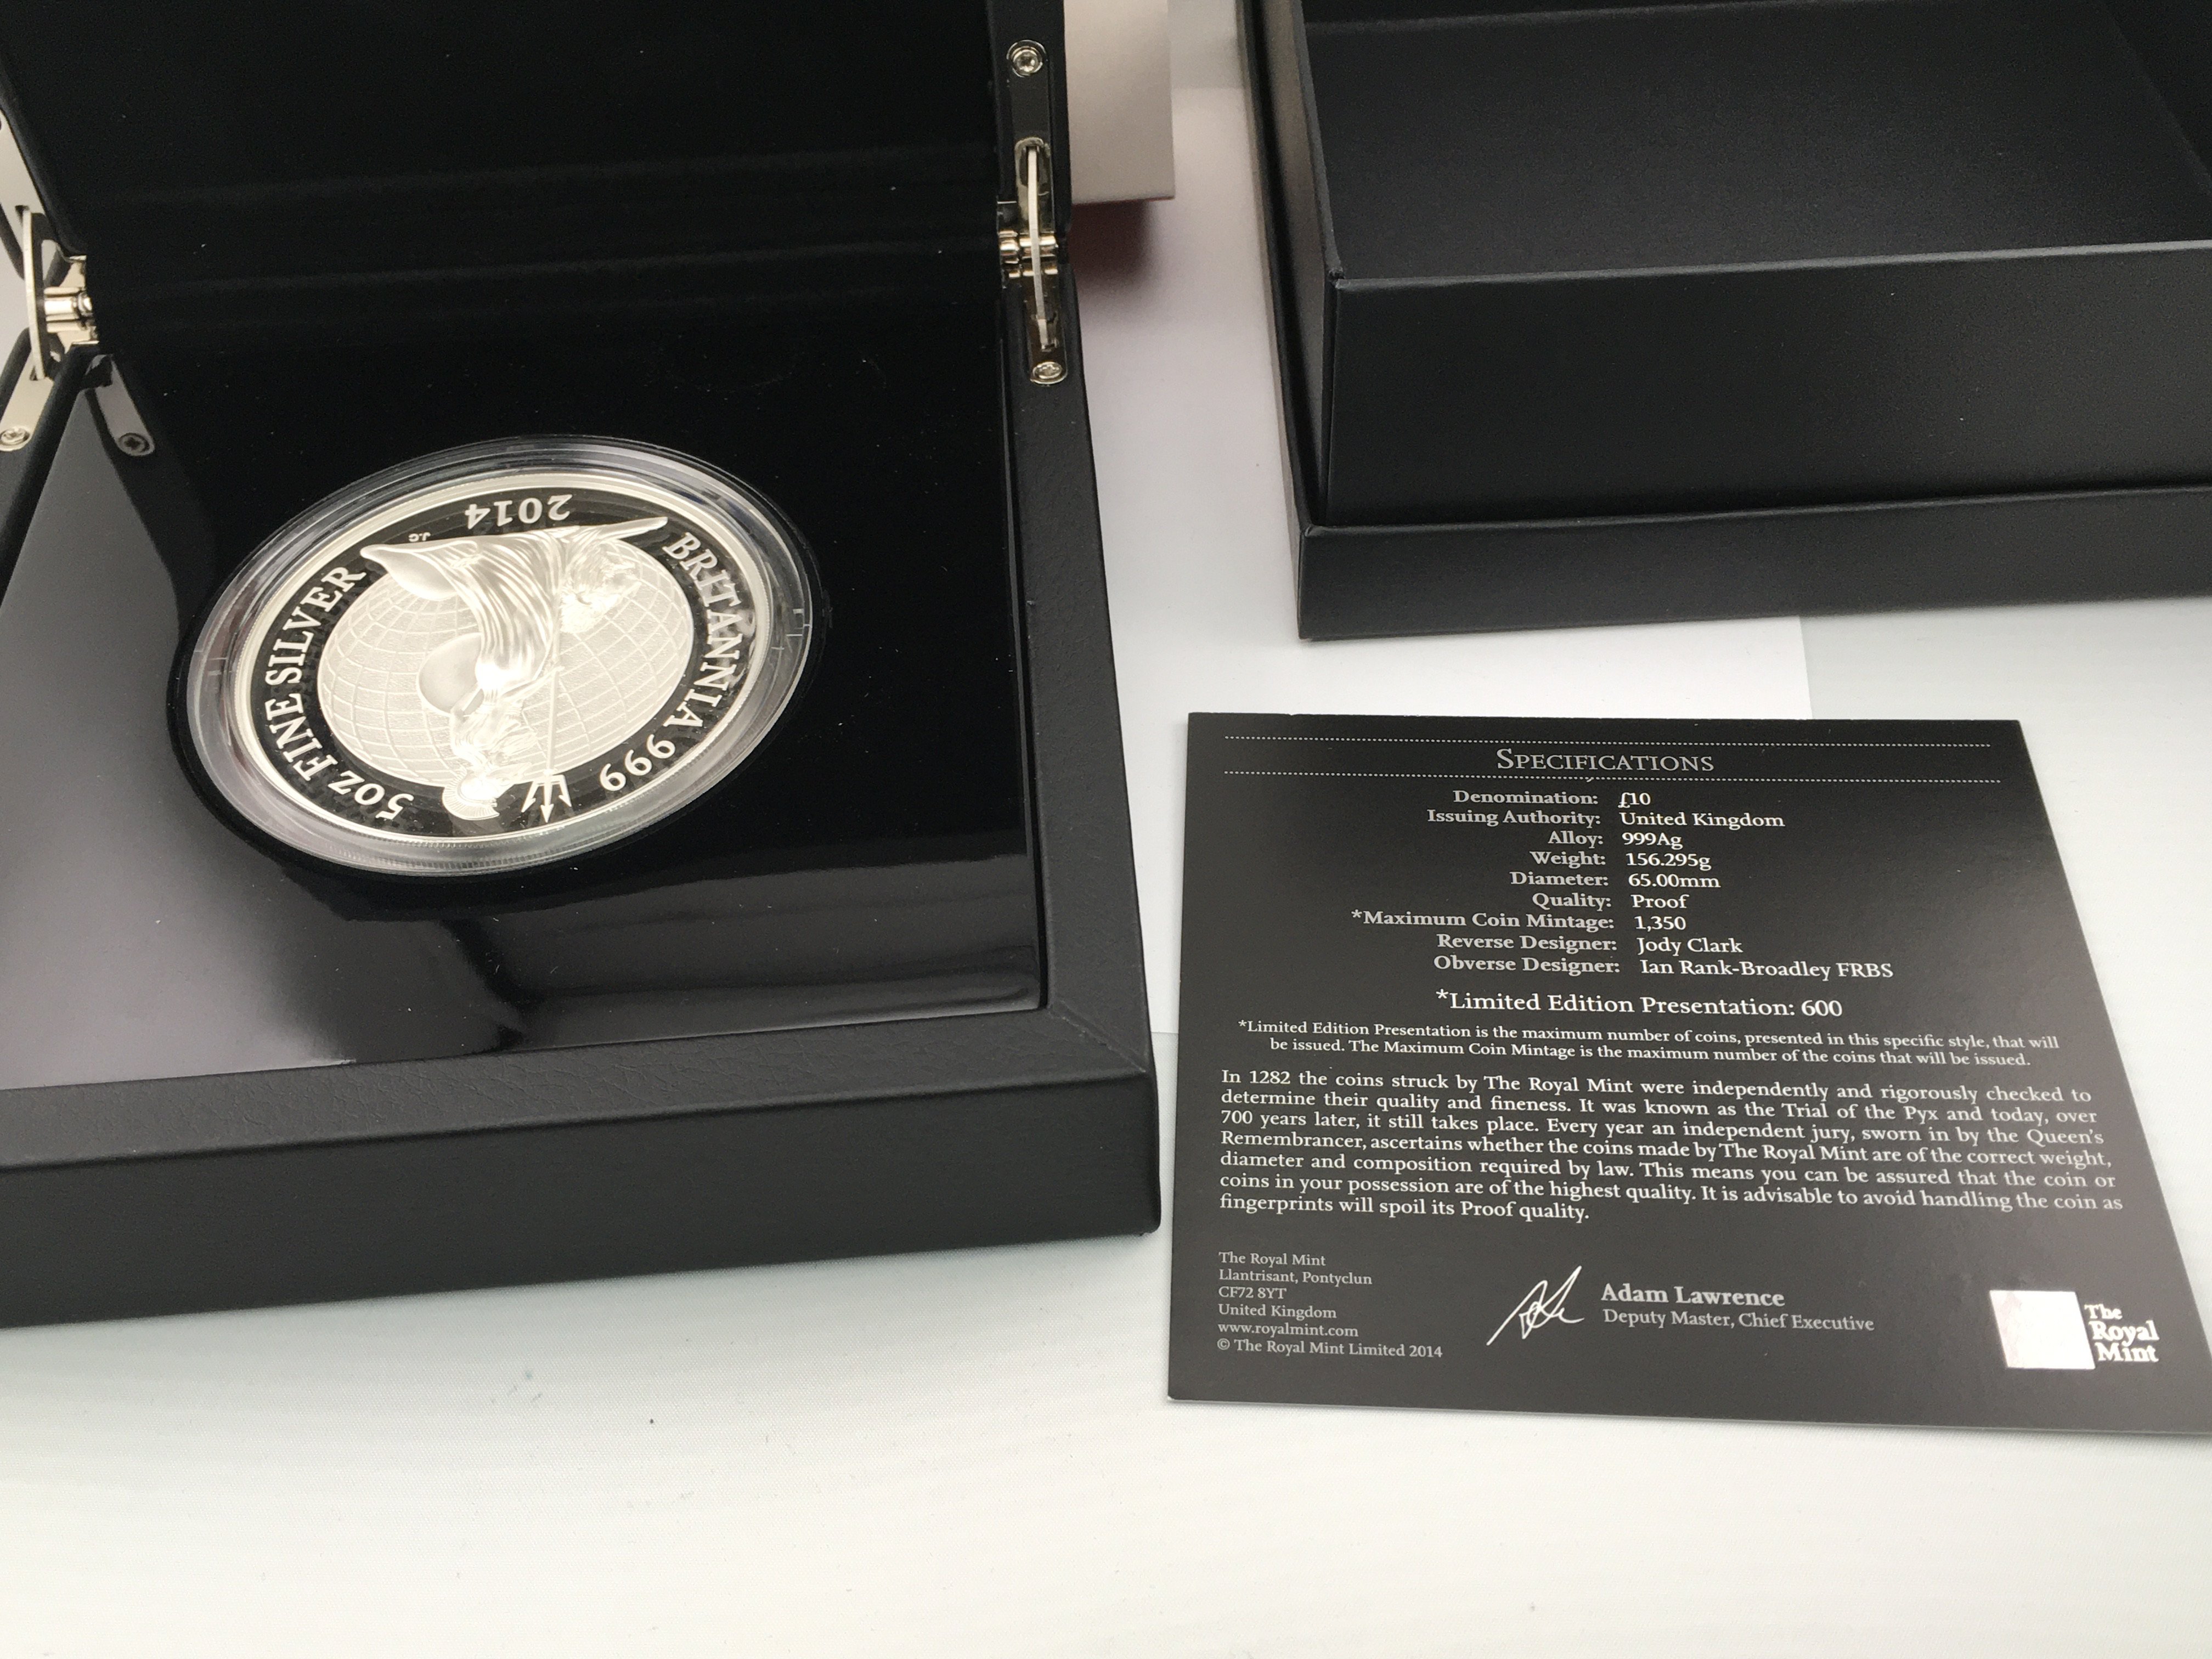 2014
J.C
BRITANNIA 999
5OZ FINE SILVER
SPECIFICATIONS
Denomination: £10
Issuing Authority: United Kingdom
Alloy: 999Ag
Weight: 156.295g
Diameter: 65.00mm
Quality: Proof
*Maximum Coin Mintage: 1,350
Reverse Designer: Jody Clark
Obverse Designer: Ian Rank-Broadley FRBS
*Limited Edition Presentation: 600
*Limited Edition Presentation is the maximum number of coins, presented in this specific style, that will
be issued. The Maximum Coin Mintage is the maximum number of the coins that will be issued.
In 1282 the coins struck by The Royal Mint were independently and rigorously checked to
determine their quality and fineness. It was known as the Trial of the Pyx and today, over
700 years later, it still takes place. Every year an independent jury, sworn in by the Queen's
Remembrancer, ascertains whether the coins made by The Royal Mint are of the correct weight,
diameter and composition required by law. This means you can be assured that the coin or
coins in your possession are of the highest quality. It is advisable to avoid handling the coin as
fingerprints will spoil its Proof quality.
The Royal Mint
Llantrisant, Pontyclun
CF72 8YT
United Kingdom
www.royalmint.com
© The Royal Mint Limited 2014
Adam Lawrence
Deputy Master, Chief Executive
The
Royal
Mint